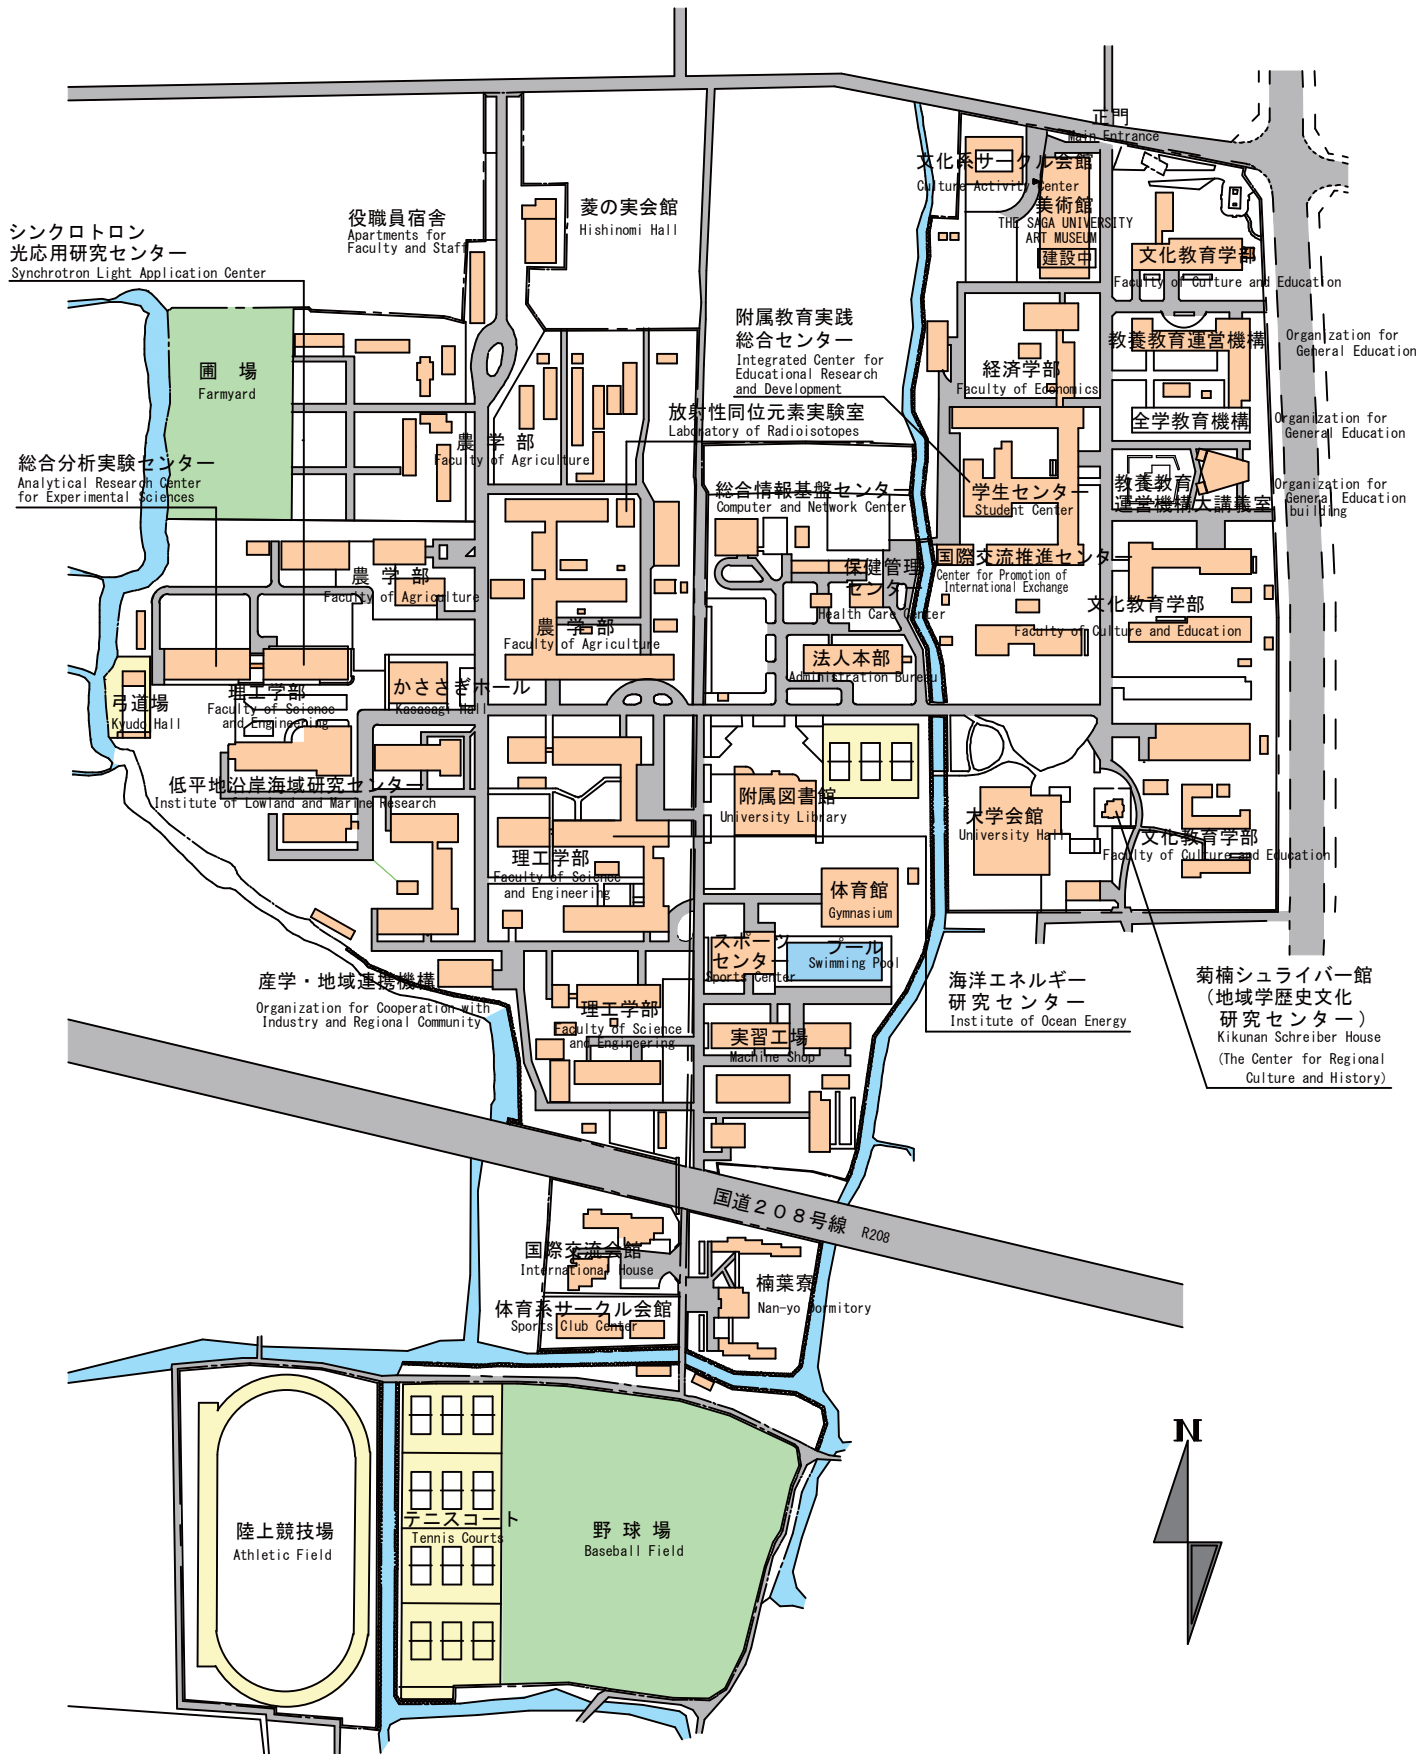 正門
Main Entrance
文化系サークル会館
Culture Activity Center
美術館
THE SAGA UNIVERSITY
ART MUSEUM
建設中
文化教育学部
Faculty of Culture and Education
役職員宿舎
Apartments for
Faculty and Staff
菱の実会館
Hishinomi Hall
シンクロトロン
光応用研究センター
Synchrotron Light Application Center
附属教育実践
総合センター
Integrated Center for
Educational Research
and Development
教養教育運営機構
Organization for
General Education
経済学部
Faculty of Economics
圃 場
Farmyard
放射性同位元素実験室
Laboratory of Radioisotopes
全学教育機構
Organization for
General Education
農 学 部
Faculty of Agriculture
総合分析実験センター
Analytical Research Center
for Experimental Sciences
総合情報基盤センター
Computer and Network Center
学生センター
Student Center
教養教育
運営機構大講義室
Organization for
General Education
building
国際交流推進センター
Center for Promotion of
International Exchange
保健管理
センター
Health Care Center
農 学 部
Faculty of Agriculture
文化教育学部
Faculty of Culture and Education
農 学 部
Faculty of Agriculture
法人本部
Administration Bureau
弓道場
Kyudo Hall
理工学部
Faculty of Science
and Engineering
かささぎホール
Kasasagi Hall
低平地沿岸海域研究センター
Institute of Lowland and Marine Research
附属図書館
University Library
大学会館
University Hall
文化教育学部
Faculty of Culture and Education
理工学部
Faculty of Science
and Engineering
体育館
Gymnasium
スポーツ
センター
Sports Center
プール
Swimming Pool
産学・地域連携機構
Organization for Cooperation with
Industry and Regional Community
理工学部
Faculty of Science
and Engineering
実習工場
Machine Shop
海洋エネルギー
研究センター
Institute of Ocean Energy
菊楠シュライバー館
(地域学歴史文化
研究センター)
Kikunan Schreiber House
(The Center for Regional
Culture and History)
国道208号線 R208
国際交流会館
International House
楠葉寮
Nan-yo Dormitory
体育系サークル会館
Sports Club Center
N
陸上競技場
Athletic Field
テニスコート
Tennis Courts
野 球 場
Baseball Field